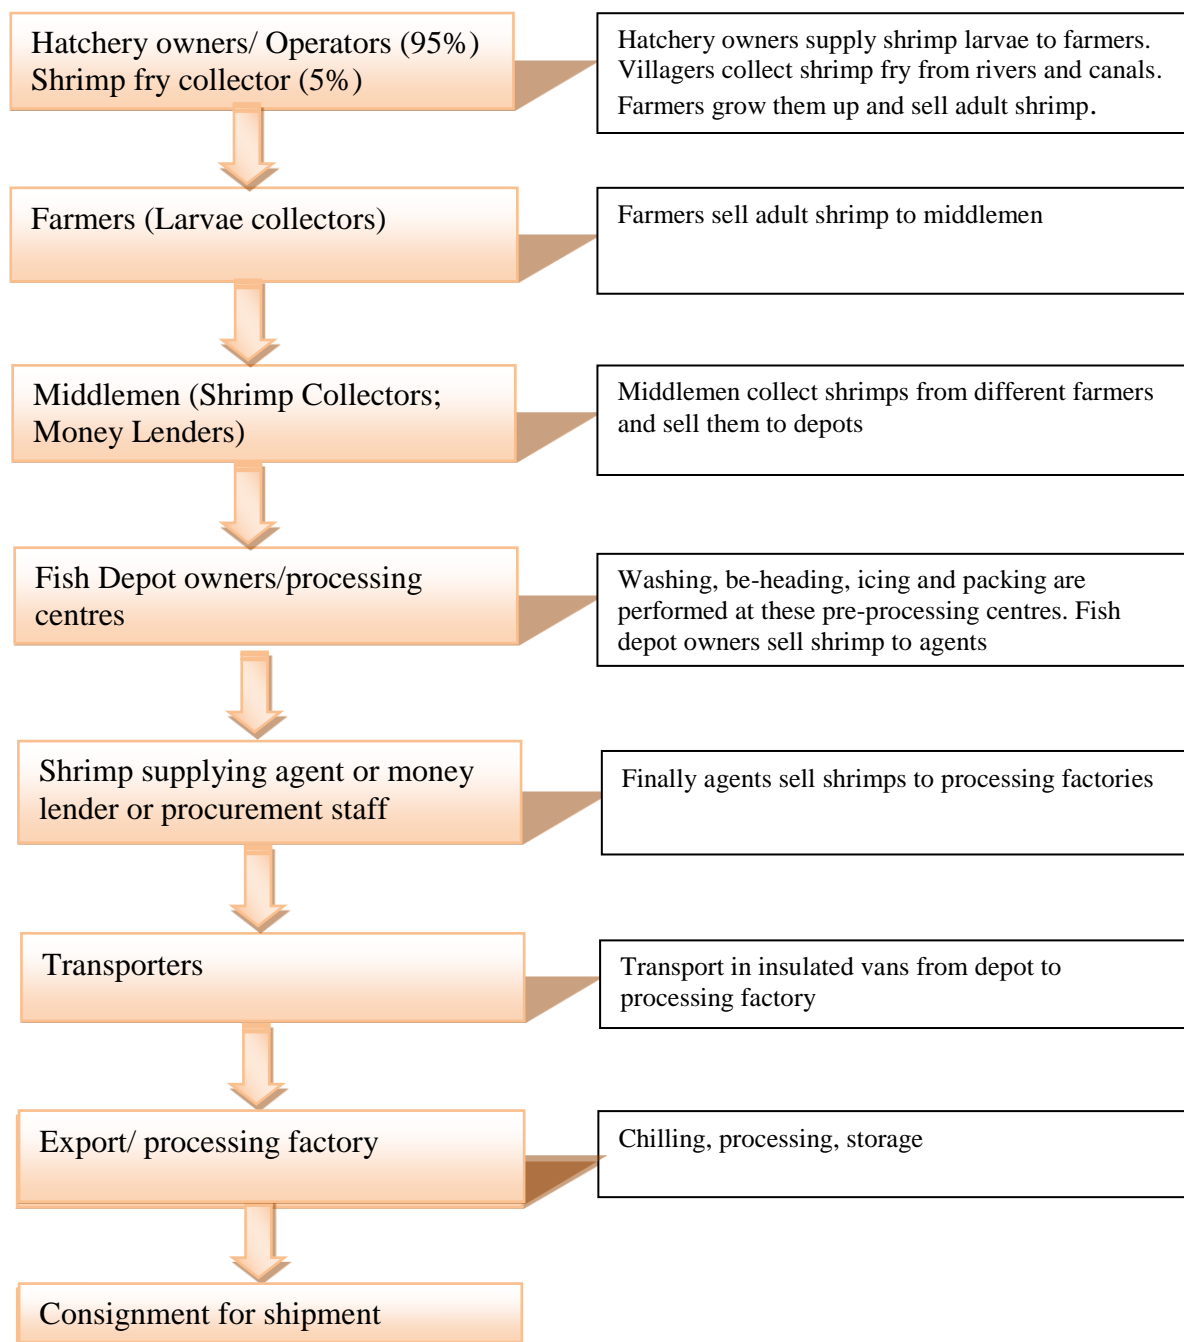 Hatchery owners/ Operators (95%)
Shrimp fry collector (5%)
Hatchery owners supply shrimp larvae to farmers.
Villagers collect shrimp fry from rivers and canals.
Farmers grow them up and sell adult shrimp.
Farmers (Larvae collectors)
Farmers sell adult shrimp to middlemen
Middlemen (Shrimp Collectors;
Money Lenders)
Middlemen collect shrimps from different farmers
and sell them to depots
Fish Depot owners/processing
centres
Washing, be-heading, icing and packing are
performed at these pre-processing centres. Fish
depot owners sell shrimp to agents
Shrimp supplying agent or money
lender or procurement staff
Finally agents sell shrimps to processing factories
Transporters
Transport in insulated vans from depot to
processing factory
Export/ processing factory
Chilling, processing, storage
Consignment for shipment